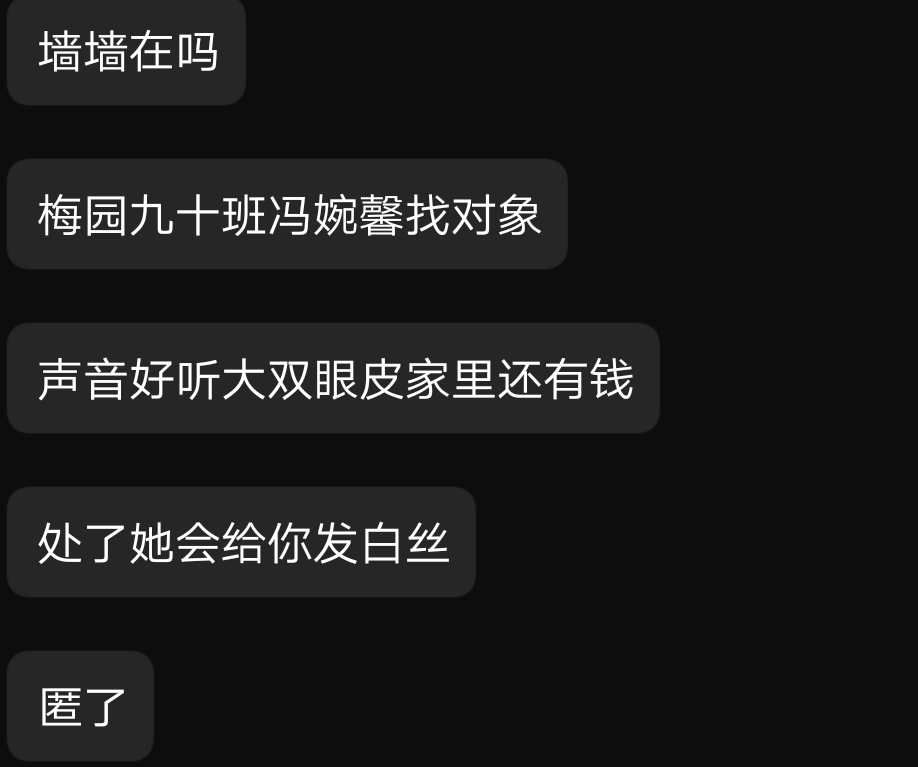 墙墙在吗
梅园九十班冯婉馨找对象
声音好听大双眼皮家里还有钱
处了她会给你发白丝
匿了